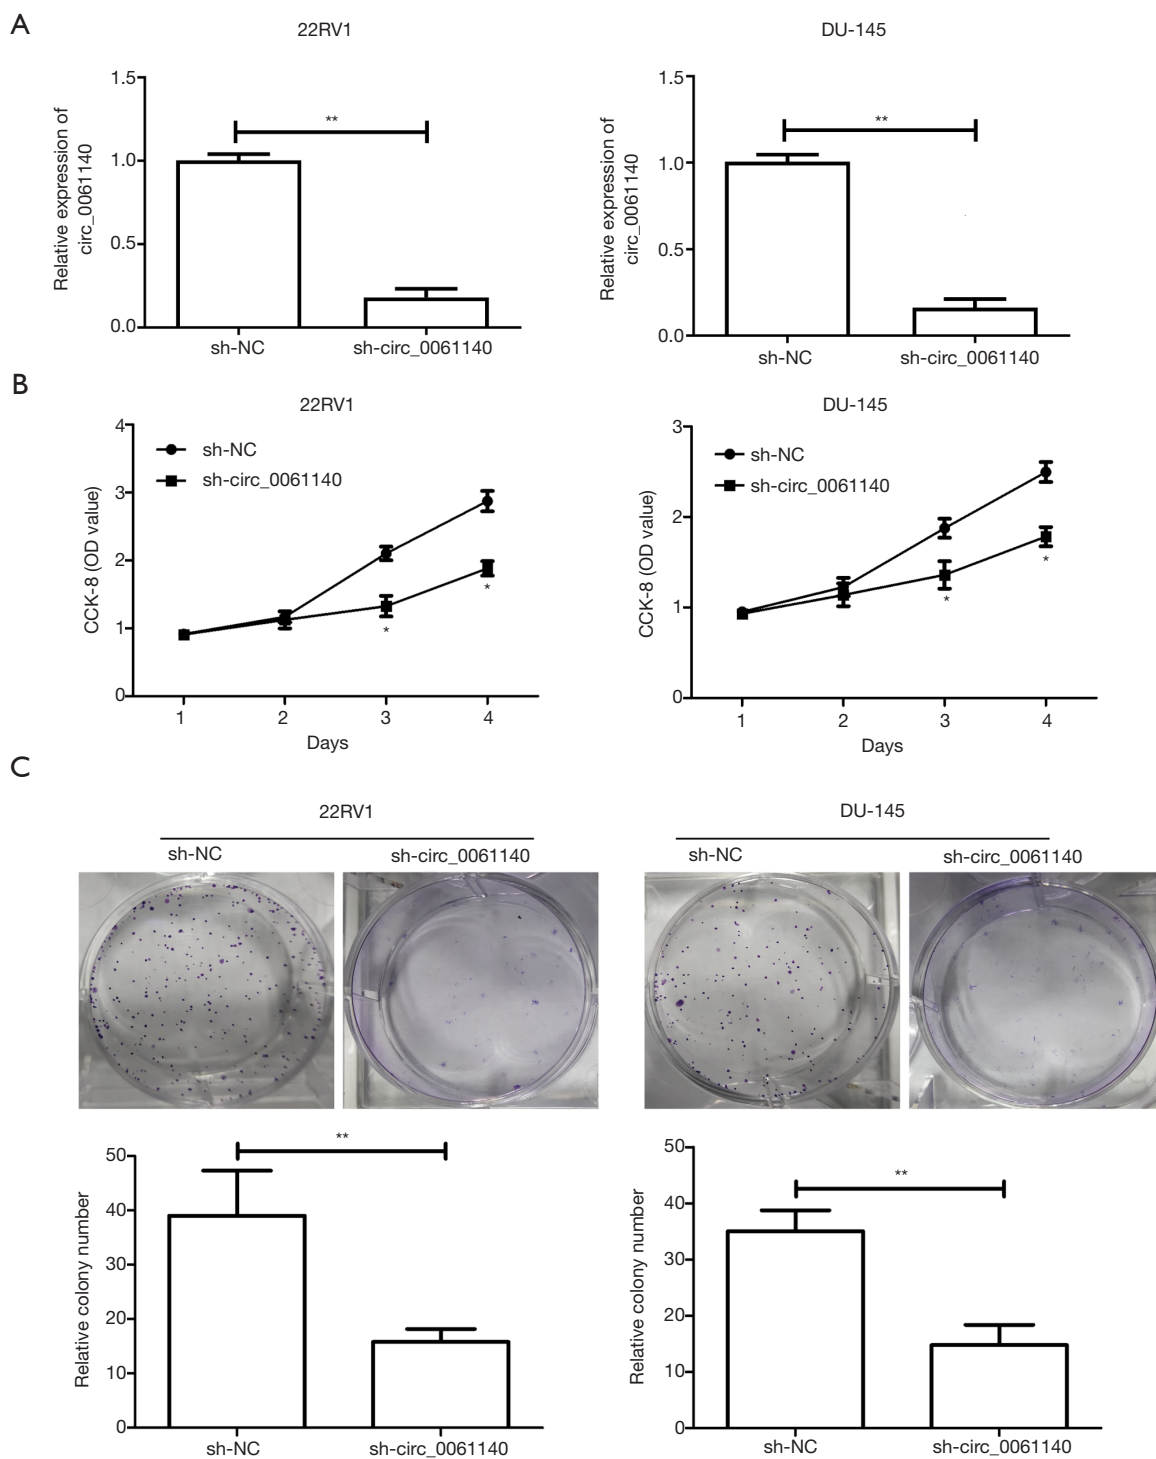 A
22RV1
DU-145
Relative expression of
circ_0061140
1.5
1.0
0.5
0.0
**
sh-NC
sh-circ_0061140
Relative expression of
circ_0061140
1.5
1.0
0.5
0.0
**
sh-NC
sh-circ_0061140
B
22RV1
CCK-8 (OD value)
4
3
2
1
0
sh-NC
sh-circ_0061140
*
*
1 2 3 4
Days
DU-145
CCK-8 (OD value)
3
2
1
0
sh-NC
sh-circ_0061140
*
*
1 2 3 4
Days
C
22RV1
sh-NC sh-circ_0061140
DU-145
sh-NC sh-circ_0061140
Relative colony number
50
40
30
20
10
0
**
sh-NC
sh-circ_0061140
Relative colony number
50
40
30
20
10
0
**
sh-NC
sh-circ_0061140